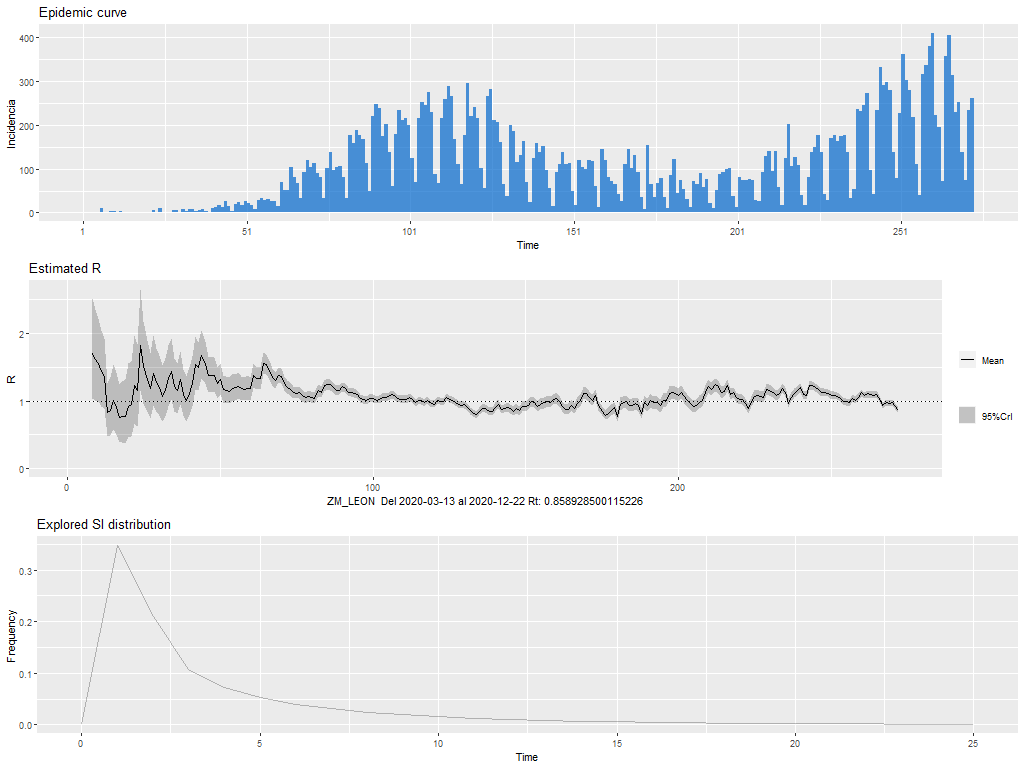 Epidemic curve
400
300
200
100
0
Incidencia
1 51 101 151 201 251
Time
Estimated R
2
1
0
R
Mean
95%CrI
0 100 200
ZM_LEON Del 2020-03-13 al 2020-12-22 Rt: 0.858928500115226
Explored SI distribution
0.3
0.2
0.1
0.0
Frequency
0 5 10 15 20 25
Time